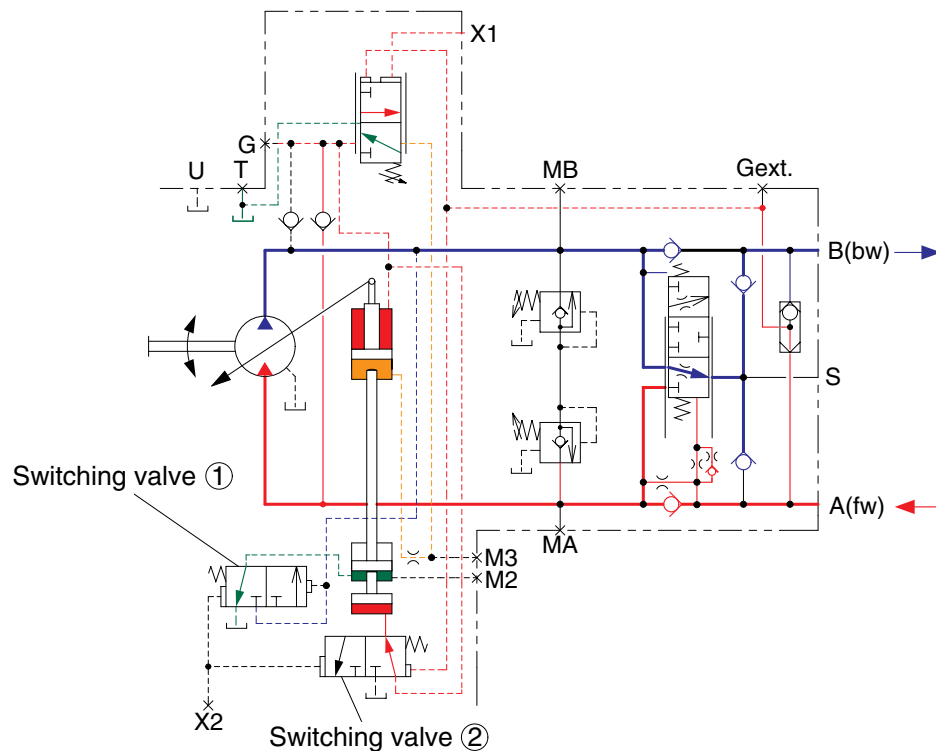 X1
G
U T MB Gext.
B(bw)
S
Switching valve ①
A(fw)
MA
M3
M2
X2
Switching valve ②